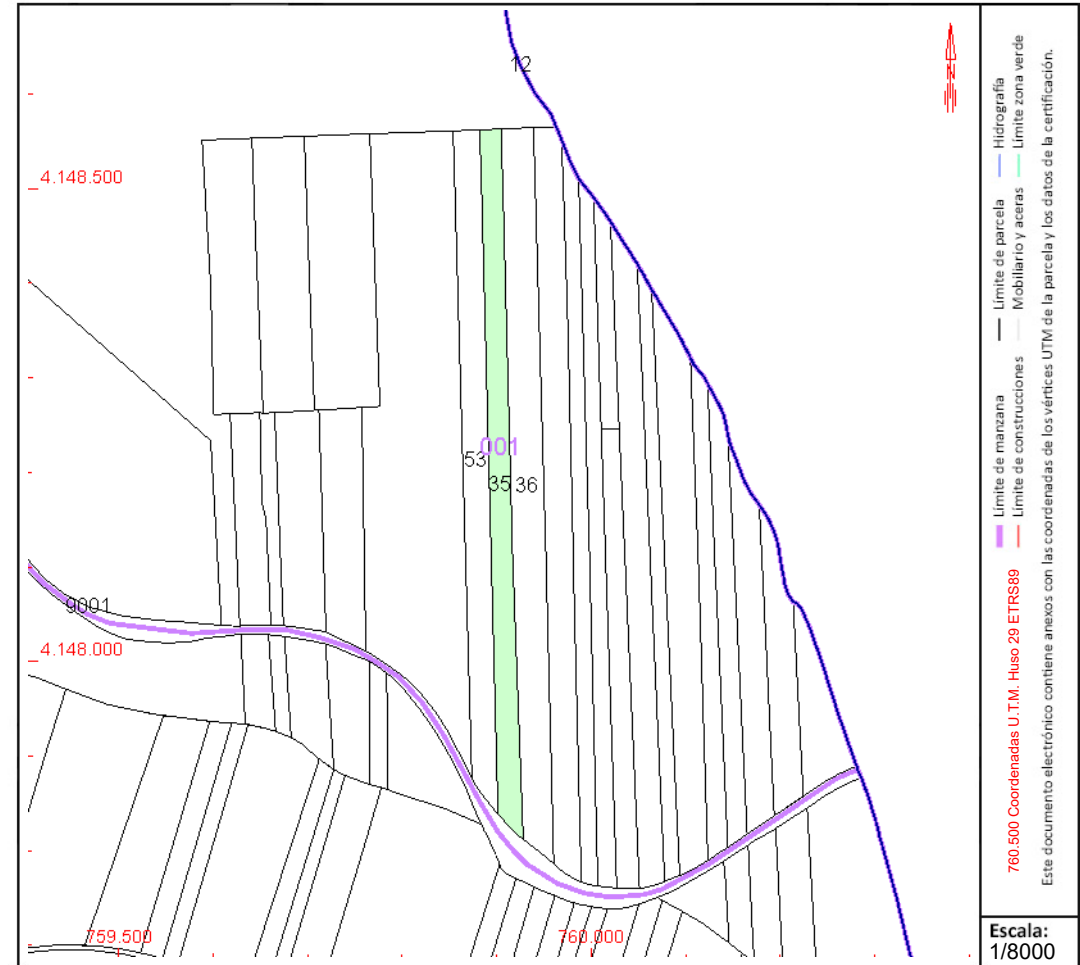 12
N
4.148.500
001
53
35 36
9001
4.148.000
759.500
760.000
760.500 Coordenadas U.T.M. Huso 29 ETRS89
Límite de manzana
Límite de parcela
Hidrografía
Límite de construcciones
Mobiliario y aceras
Límite zona verde
Este documento electrónico contiene anexos con las coordenadas de los vértices UTM de la parcela y los datos de la certificación.
Escala:
1/8000